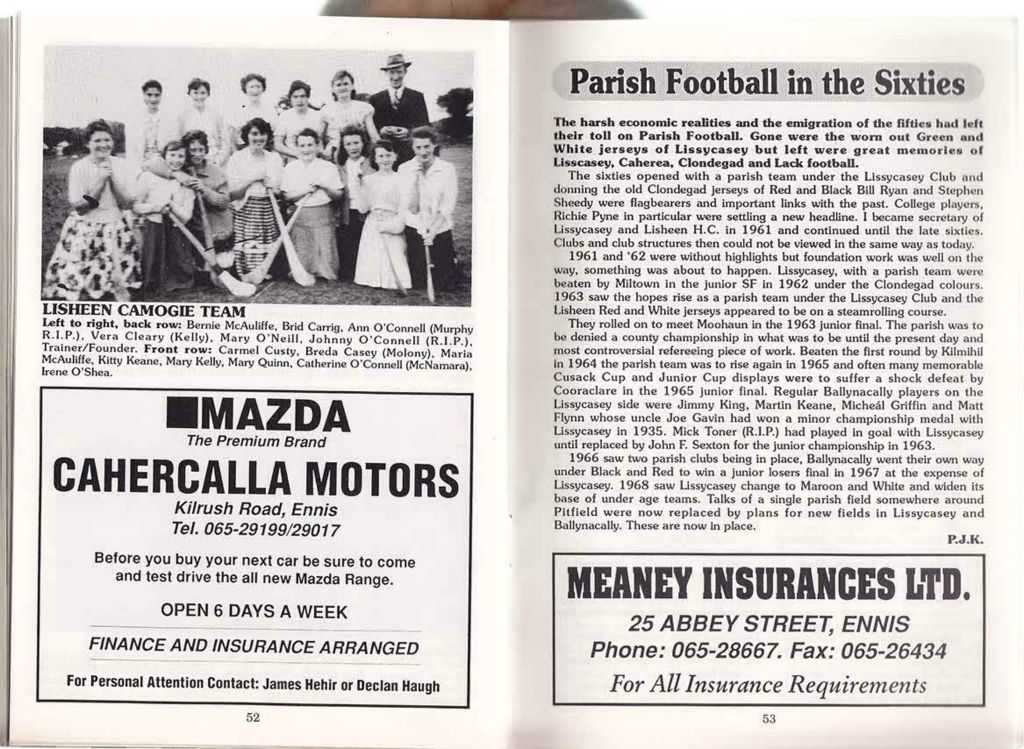 LISHEEN CAMOGIE TEAM
Left to right, back row: Bernie McAuliffe, Brid Carrig, Ann O'Connell (Murphy
R.I.P.), Vera Cleary (Kelly), Mary O'Neill, Johnny O'Connell (R.I.P.),
Trainer/Founder. Front row: Carmel Custy, Breda Casey (Molony), Maria
McAuliffe, Kitty Keane, Mary Kelly, Mary Quinn, Catherine O'Connell (McNamara),
Irene O'Shea.
MAZDA
The Premium Brand
CAHERCALLA MOTORS
Kilrush Road, Ennis
Tel. 065-29199/29017
Before you buy your next car be sure to come
and test drive the all new Mazda Range.
OPEN 6 DAYS A WEEK
FINANCE AND INSURANCE ARRANGED
For Personal Attention Contact: James Hehir or Declan Haugh
52
Parish Football in the Sixties
The harsh economic realities and the emigration of the fifties had left
their toll on Parish Football. Gone were the worn out Green and
White jerseys of Lissycasey but left were great memories of
Lisscasey, Caherea, Clondegad and Lack football.
The sixties opened with a parish team under the Lissycasey Club and
donning the old Clondegad jerseys of Red and Black Bill Ryan and Stephen
Sheedy were flagbearers and important links with the past. College players,
Richie Pyne in particular were settling a new headline. I became secretary of
Lissycasey and Lisheen H.C. in 1961 and continued until the late sixties.
Clubs and club structures then could not be viewed in the same way as today.
1961 and '62 were without highlights but foundation work was well on the
way, something was about to happen. Lissycasey, with a parish team were
beaten by Miltown in the junior SF in 1962 under the Clondegad colours.
1963 saw the hopes rise as a parish team under the Lissycasey Club and the
Lisheen Red and White jerseys appeared to be on a steamrolling course.
They rolled on to meet Moohaun in the 1963 junior final. The parish was to
be denied a county championship in what was to be until the present day and
most controversial refereeing piece of work. Beaten the first round by Kilmihil
in 1964 the parish team was to rise again in 1965 and often many memorable
Cusack Cup and Junior Cup displays were to suffer a shock defeat by
Cooraclare in the 1965 junior final. Regular Ballynacally players on the
Lissycasey side were Jimmy King, Martin Keane, Micheál Griffin and Matt
Flynn whose uncle Joe Gavin had won a minor championship medal with
Lissycasey in 1935. Mick Toner (R.I.P.) had played in goal with Lissycasey
until replaced by John F. Sexton for the junior championship in 1963.
1966 saw two parish clubs being in place, Ballynacally went their own way
under Black and Red to win a junior losers final in 1967 at the expense of
Lissycasey. 1968 saw Lissycasey change to Maroon and White and widen its
base of under age teams. Talks of a single parish field somewhere around
Pitfield were now replaced by plans for new fields in Lissycasey and
Ballynacally. These are now in place.
P.J.K.
MEANEY INSURANCES LTD.
25 ABBEY STREET, ENNIS
Phone: 065-28667. Fax: 065-26434
For All Insurance Requirements
53